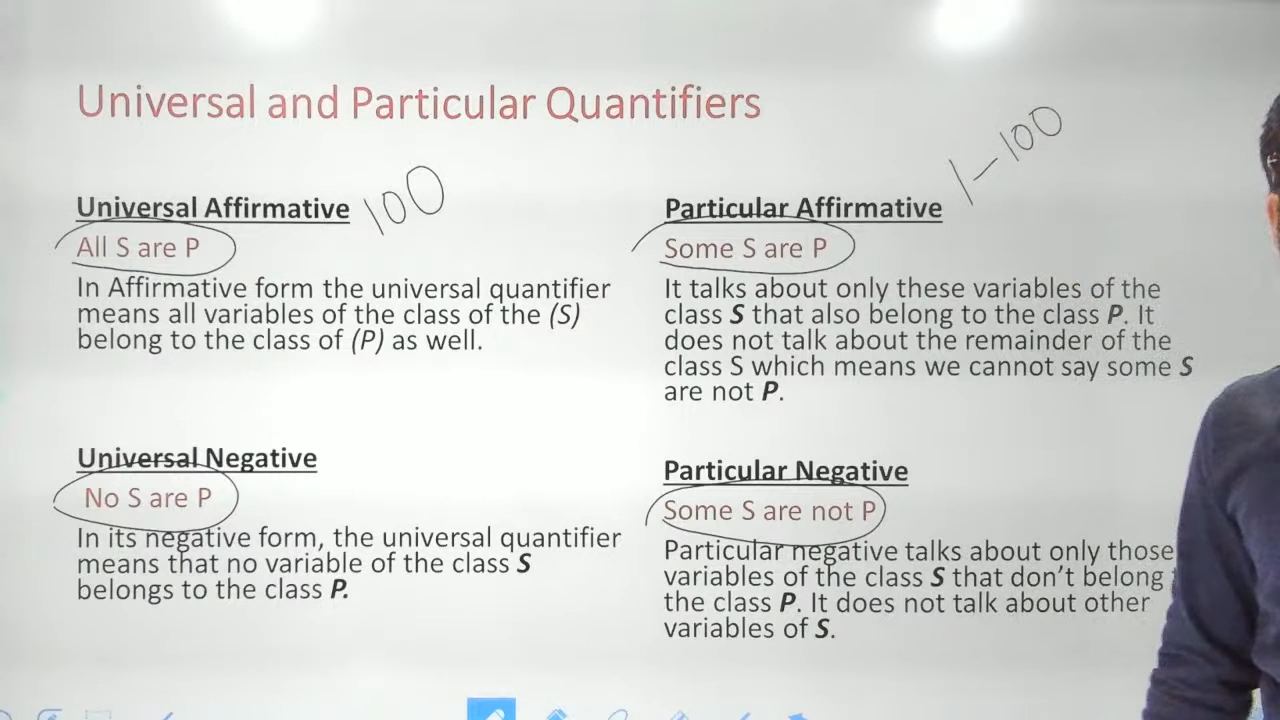 Universal and Particular Quantifiers
Universal Affirmative
100
All S are P
In Affirmative form the universal quantifier
means all variables of the class of the (S)
belong to the class of (P) as well.
Universal Negative
No S are P
In its negative form, the universal quantifier
means that no variable of the class S
belongs to the class P.
Particular Affirmative
1-100
Some S are P
It talks about only these variables of the
class S that also belong to the class P. It
does not talk about the remainder of the
class S which means we cannot say some S
are not P.
Particular Negative
Some S are not P
Particular negative talks about only those
variables of the class S that don't belong
the class P. It does not talk about other
variables of S.